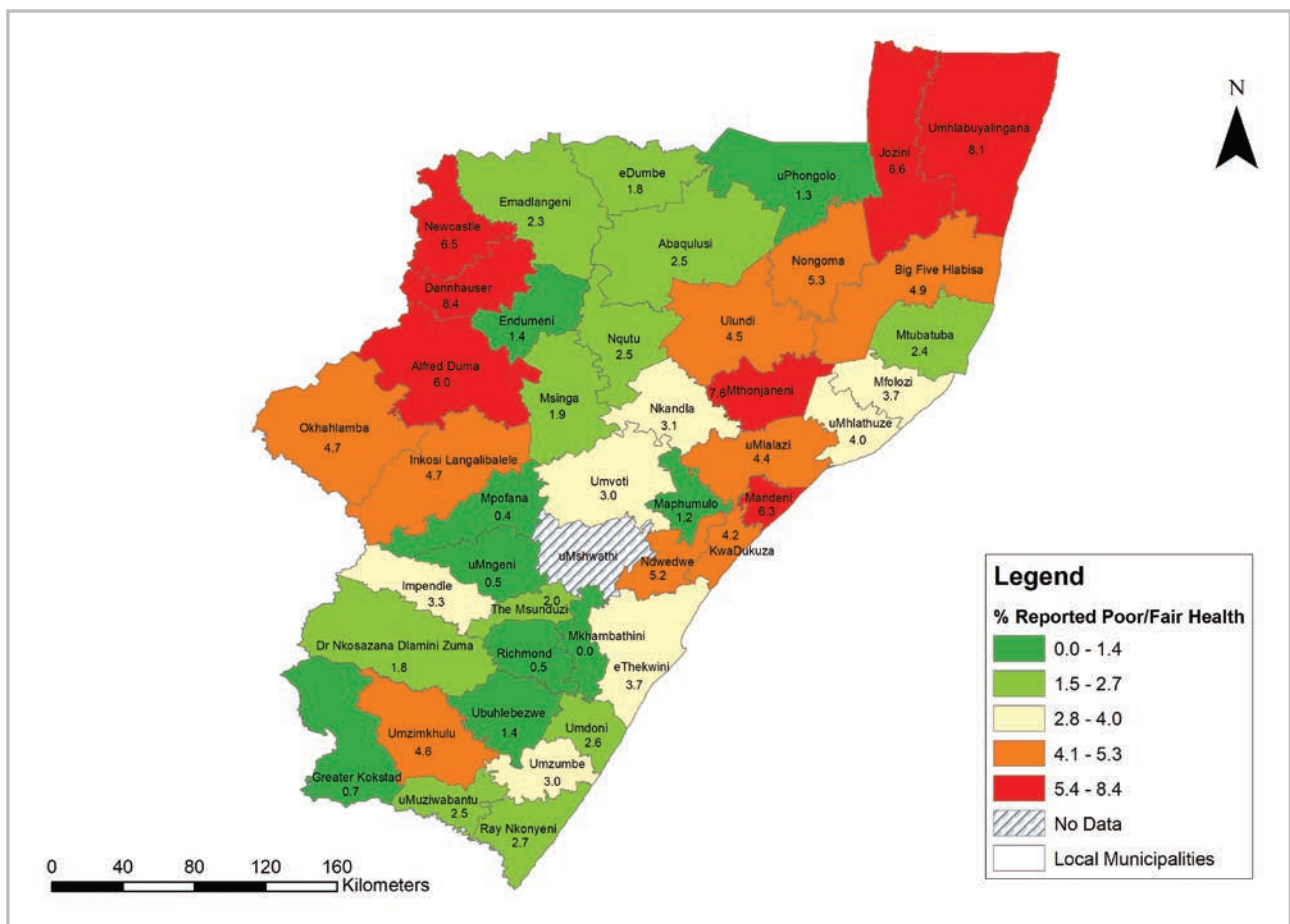 N
Umhlabuyalingana
8.1
Jozini
6.6
uPhongolo
1.3
eDumbe
1.8
Emadlangeni
2.3
Newcastle
6.5
Abaqulusi
2.5
Nongoma
5.3
Big Five Hlabisa
4.9
Dannhauser
8.4
Endumeni
1.4
Ulundi
4.5
Mtubatuba
2.4
Nqutu
2.5
Alfred Duma
6.0
Mfolozi
3.7
7.6 Mthonjaneni
Msinga
1.9
Nkandla
3.1
uMhlathuze
4.0
Okhahlamba
4.7
Inkosi Langalibalele
4.7
uMlalazi
4.4
Umvoti
3.0
Mpofana
0.4
Maphumulo
1.2
Mandeni
6.3
4.2
KwaDukuza
uMshwathi
Ndwedwe
5.2
uMngeni
0.5
Impendle
3.3
2.0
The Msunduzi
Mkhambathini
0.0
Dr Nkosazana Dlamini Zuma
1.8
Richmond
0.5
eThekwini
3.7
Ubuhlebezwe
1.4
Umdoni
2.6
Umzimkhulu
4.6
Umzumbe
3.0
Greater Kokstad
0.7
uMuziwabantu
2.5
Ray Nkonyeni
2.7
Legend
% Reported Poor/Fair Health
0.0 - 1.4
1.5 - 2.7
2.8 - 4.0
4.1 - 5.3
5.4 - 8.4
No Data
Local Municipalities
0 40 80 120 160
Kilometers